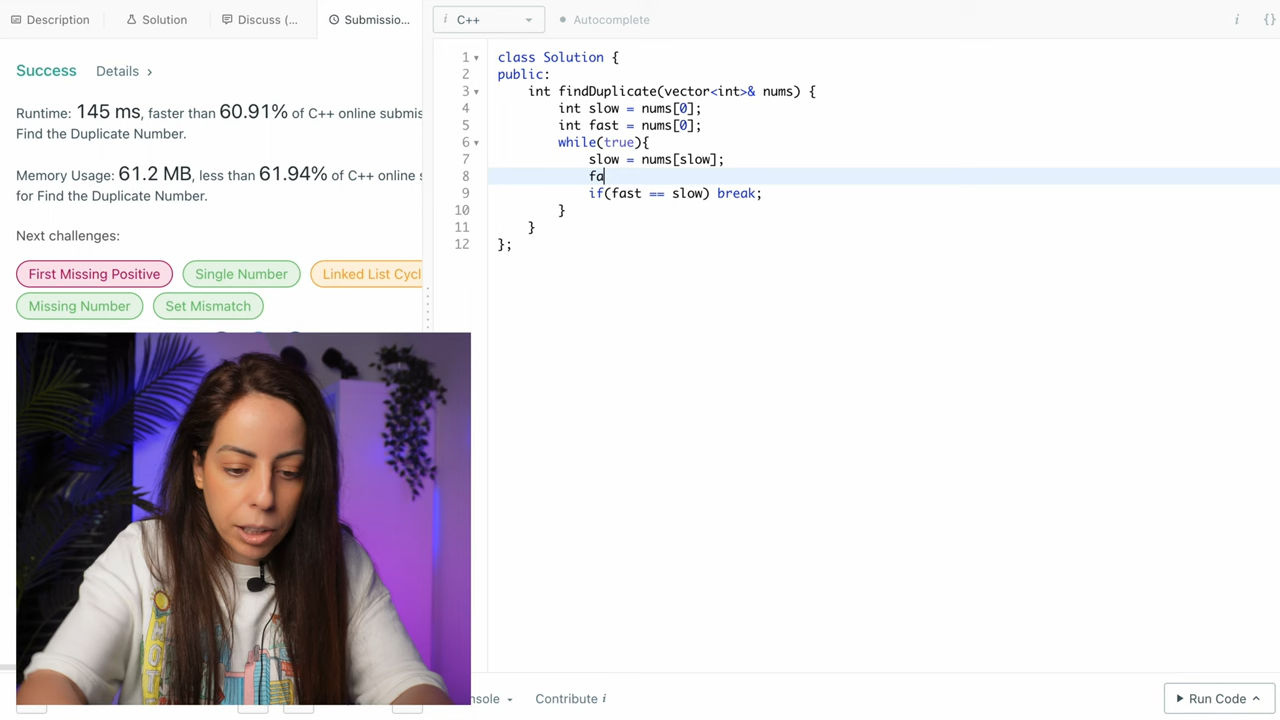 Description Solution Discuss (... Submissio...
Success Details ›
Runtime: 145 ms, faster than 60.91% of C++ online submis
Find the Duplicate Number.
Memory Usage: 61.2 MB, less than 61.94% of C++ online s
for Find the Duplicate Number.
Next challenges:
First Missing Positive Single Number Linked List Cycl
Missing Number Set Mismatch
i C++ Autocomplete i {}
1 class Solution {
2 public:
3 int findDuplicate(vector<int>& nums) {
4 int slow = nums[0];
5 int fast = nums[0];
6 while(true){
7 slow = nums[slow];
8 fa
9 if(fast == slow) break;
10 }
11 }
12 };
nsole Contribute i Run Code